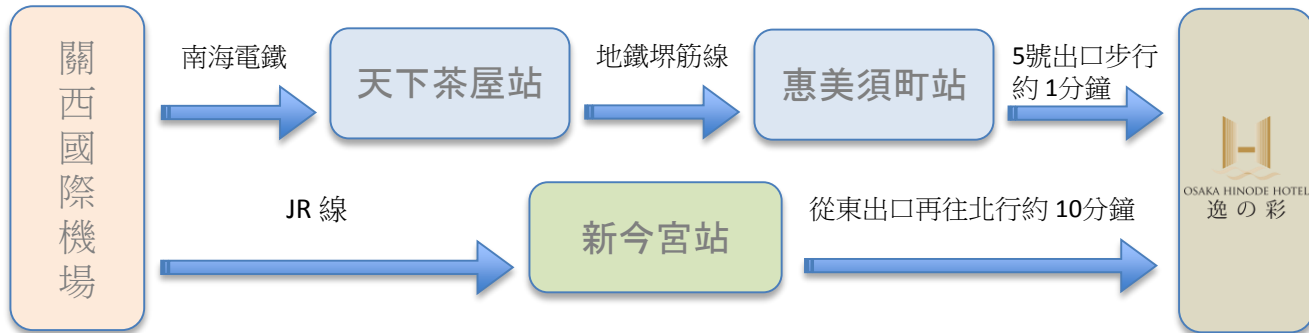 關西國際機場
南海電鐵
天下茶屋站
地鐵堺筋線
惠美須町站
5號出口步行
約 1分鐘
JR 線
新今宮站
從東出口再往北行約 10分鐘
OSAKA HINODE HOTEL
逸の彩